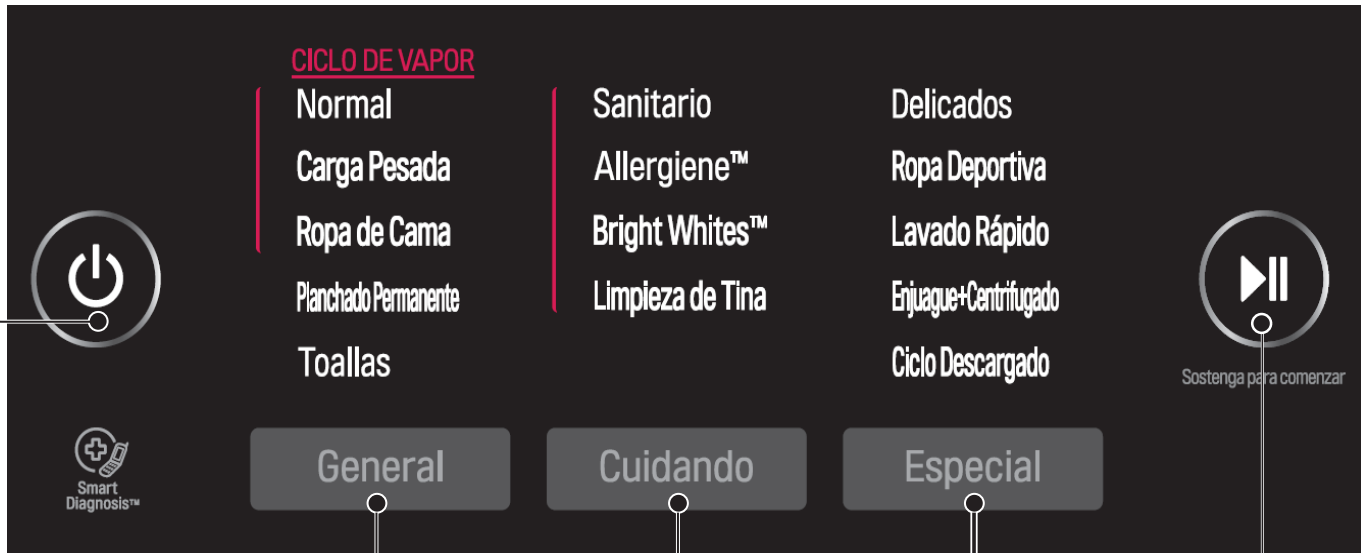 CICLO DE VAPOR
Normal
Carga Pesada
Ropa de Cama
Planchado Permanente
Toallas
Sanitario
Allergiene™
Bright Whites™
Limpieza de Tina
Delicados
Ropa Deportiva
Lavado Rápido
Enjuague+Centrifugado
Ciclo Descargado
Sostenga para comenzar
Smart
Diagnosis™
General
Cuidando
Especial